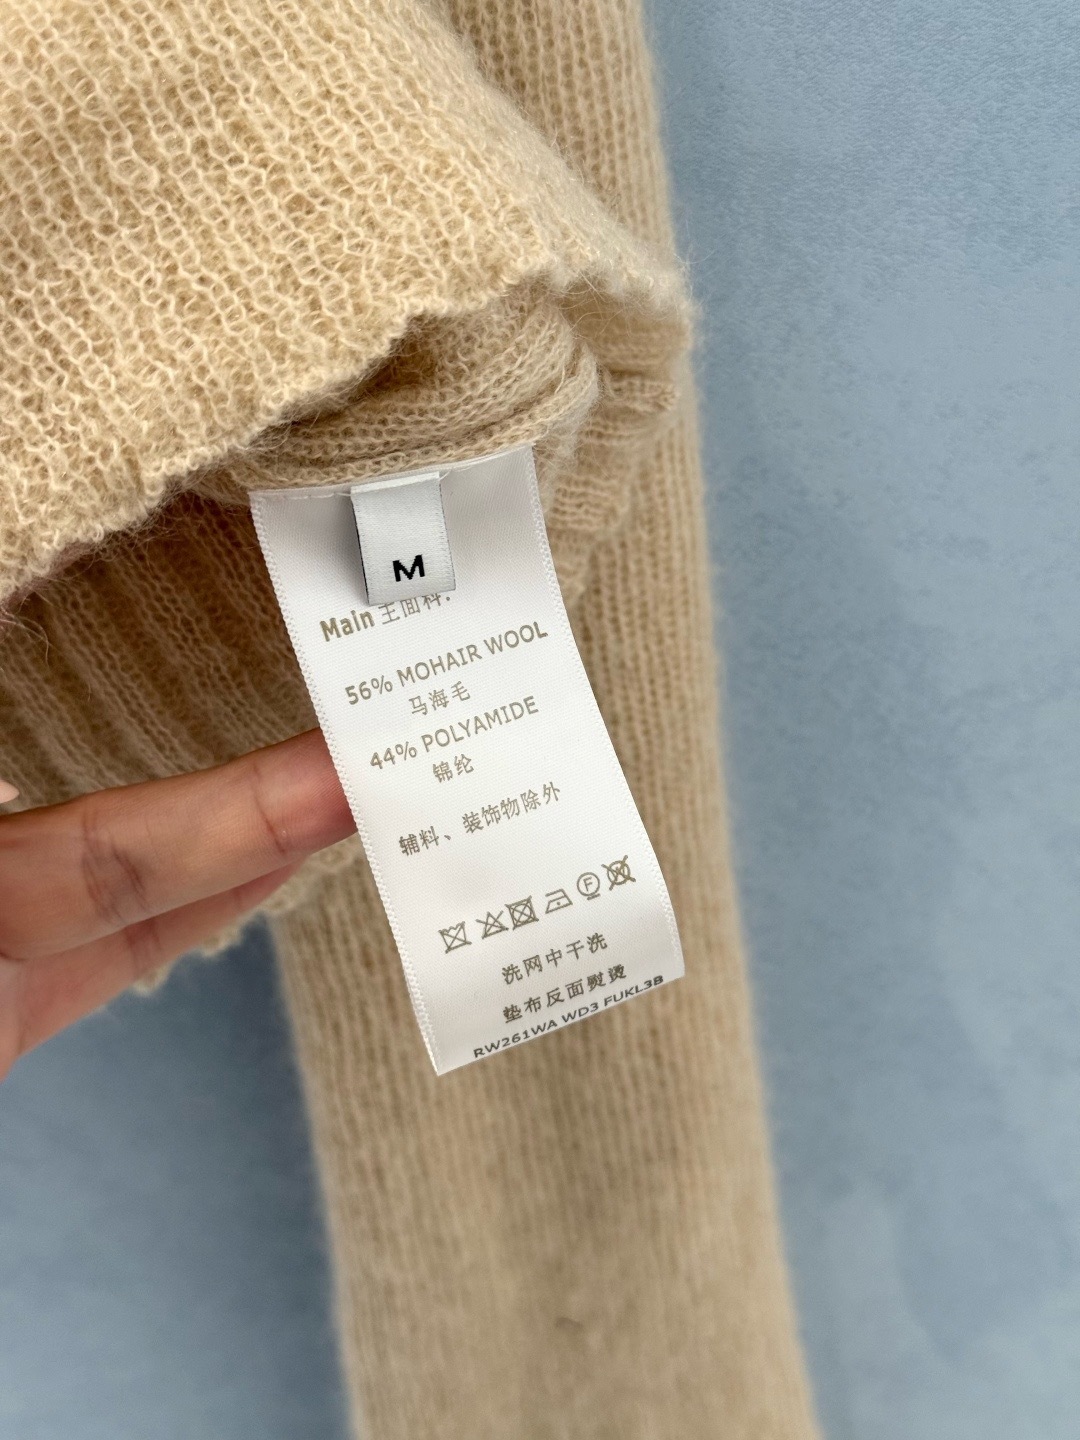 M
Main 主面料:
56% MOHAIR WOOL
马海毛
44% POLYAMIDE
锦纶
辅料、装饰物除外
F W
洗网中干洗
垫布反面熨烫
RW261WA WD3 FUKL3B